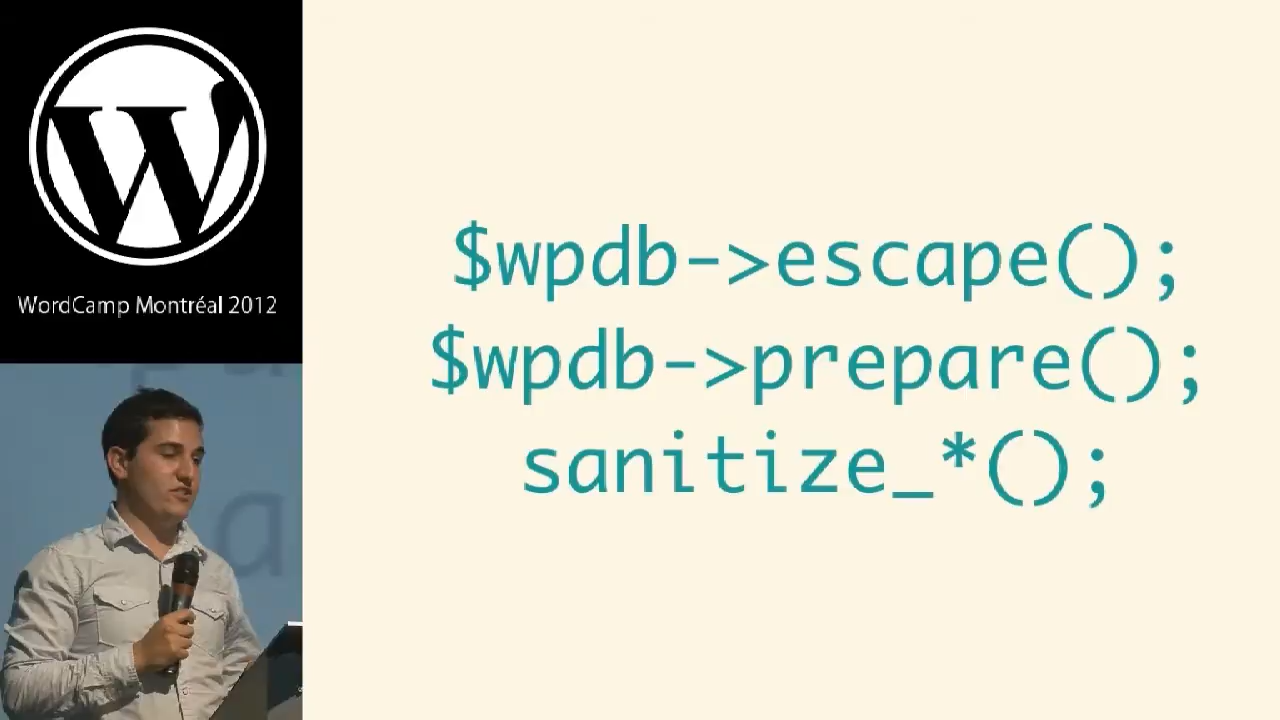 WordCamp Montréal 2012
$wpdb->escape();
$wpdb->prepare();
sanitize_*();